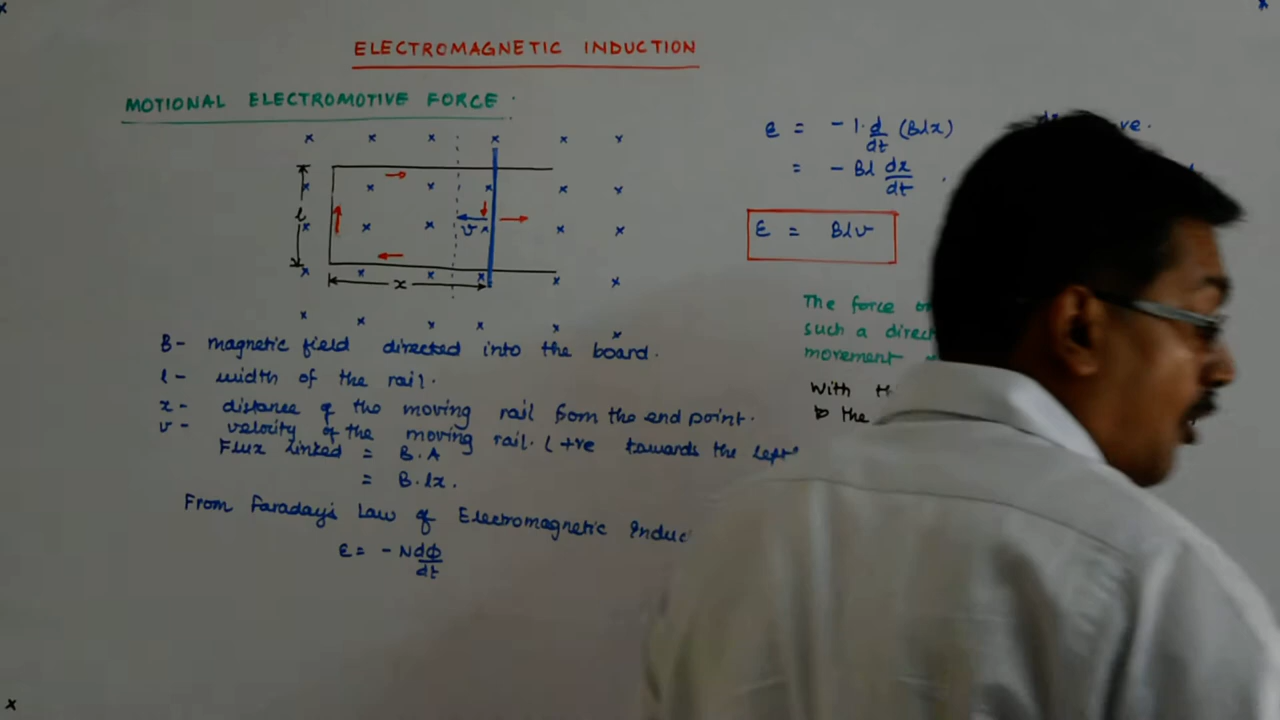 ELECTROMAGNETIC INDUCTION
MOTIONAL ELECTROMOTIVE FORCE.
l
v
x
B - magnetic field directed into the board.
l - width of the rail.
x - distance of the moving rail from the end point.
v - velocity of the moving rail. (+ve towards the left
Flux linked = B.A
= B.lx.
From Faraday's Law of Electromagnetic Induc
ε = - N dΦ/dt
e = - 1. d/dt (Blx)
ve.
= - Bl dx/dt .
ε = Blv
The force
such a direct
movement
With
to the